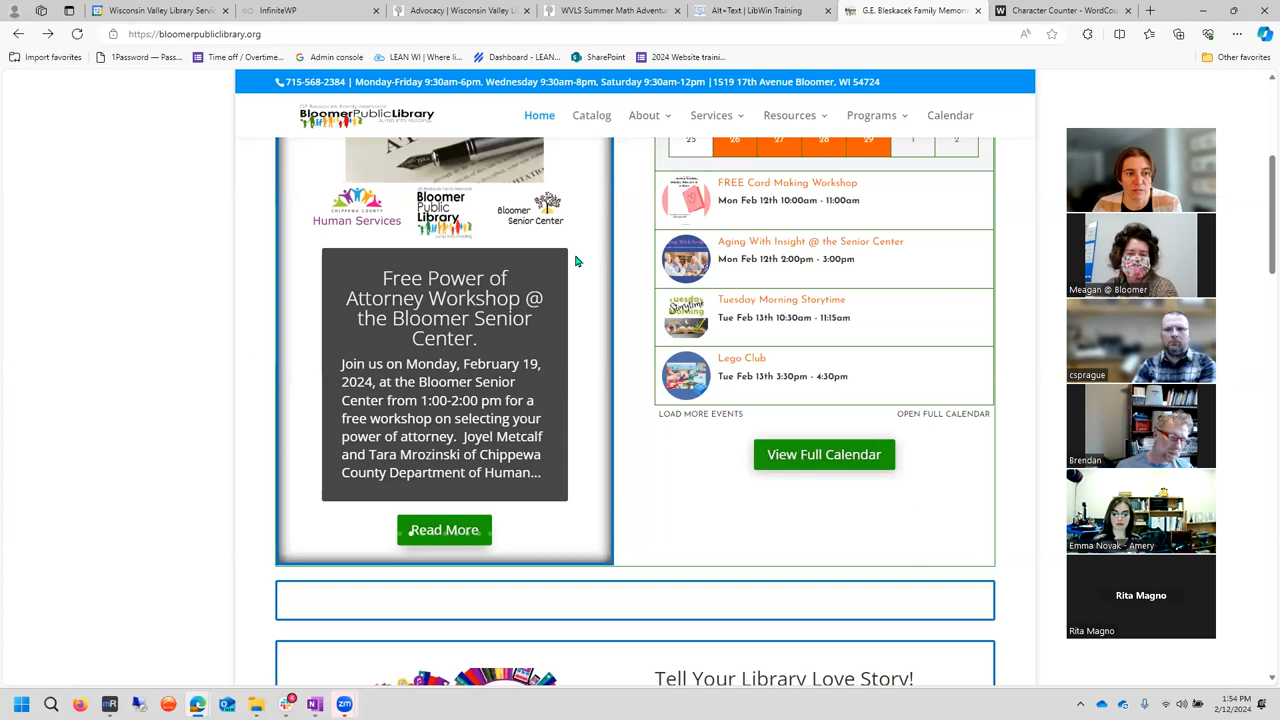 Wisconsin Valley Library Servi
InfiniteWP
Advocacy | Wisconsin Libr
WVLS Summit 2024
LibWin Training
G.E. Bleskacek Family Memori
Character Counter - WordCou
https://bloomerpubliclibrary.org
Import favorites
1Password — Pass...
Time off / Overtime...
Admin console
LEAN WI | Where li...
Dashboard - LEAN...
SharePoint
2024 Website traini...
Other favorites
715-568-2384 | Monday-Friday 9:30am-6pm, Wednesday 9:30am-8pm, Saturday 9:30am-12pm |1519 17th Avenue Bloomer, WI 54724
BloomerPublicLibrary
Home
Catalog
About
Services
Resources
Programs
Calendar
25
26
27
28
29
1
2
CHIPPEWA COUNTY
Human Services
Bloomer
Public
Library
Bloomer
Senior Center
Free Power of
Attorney Workshop @
the Bloomer Senior
Center.
Join us on Monday, February 19,
2024, at the Bloomer Senior
Center from 1:00-2:00 pm for a
free workshop on selecting your
power of attorney. Joyel Metcalf
and Tara Mrozinski of Chippewa
County Department of Human...
Read More
FREE Card Making Workshop
Mon Feb 12th 10:00am - 11:00am
Aging With Insight @ the Senior Center
Mon Feb 12th 2:00pm - 3:00pm
Tuesday Morning Storytime
Tue Feb 13th 10:30am - 11:15am
Lego Club
Tue Feb 13th 3:30pm - 4:30pm
LOAD MORE EVENTS
OPEN FULL CALENDAR
View Full Calendar
Tell Your Library Love Story!
Meagan @ Bloomer
csprague
Brendan
Emma Novak - Amery
Rita Magno
Rita Magno
1:54 PM
2/12/2024